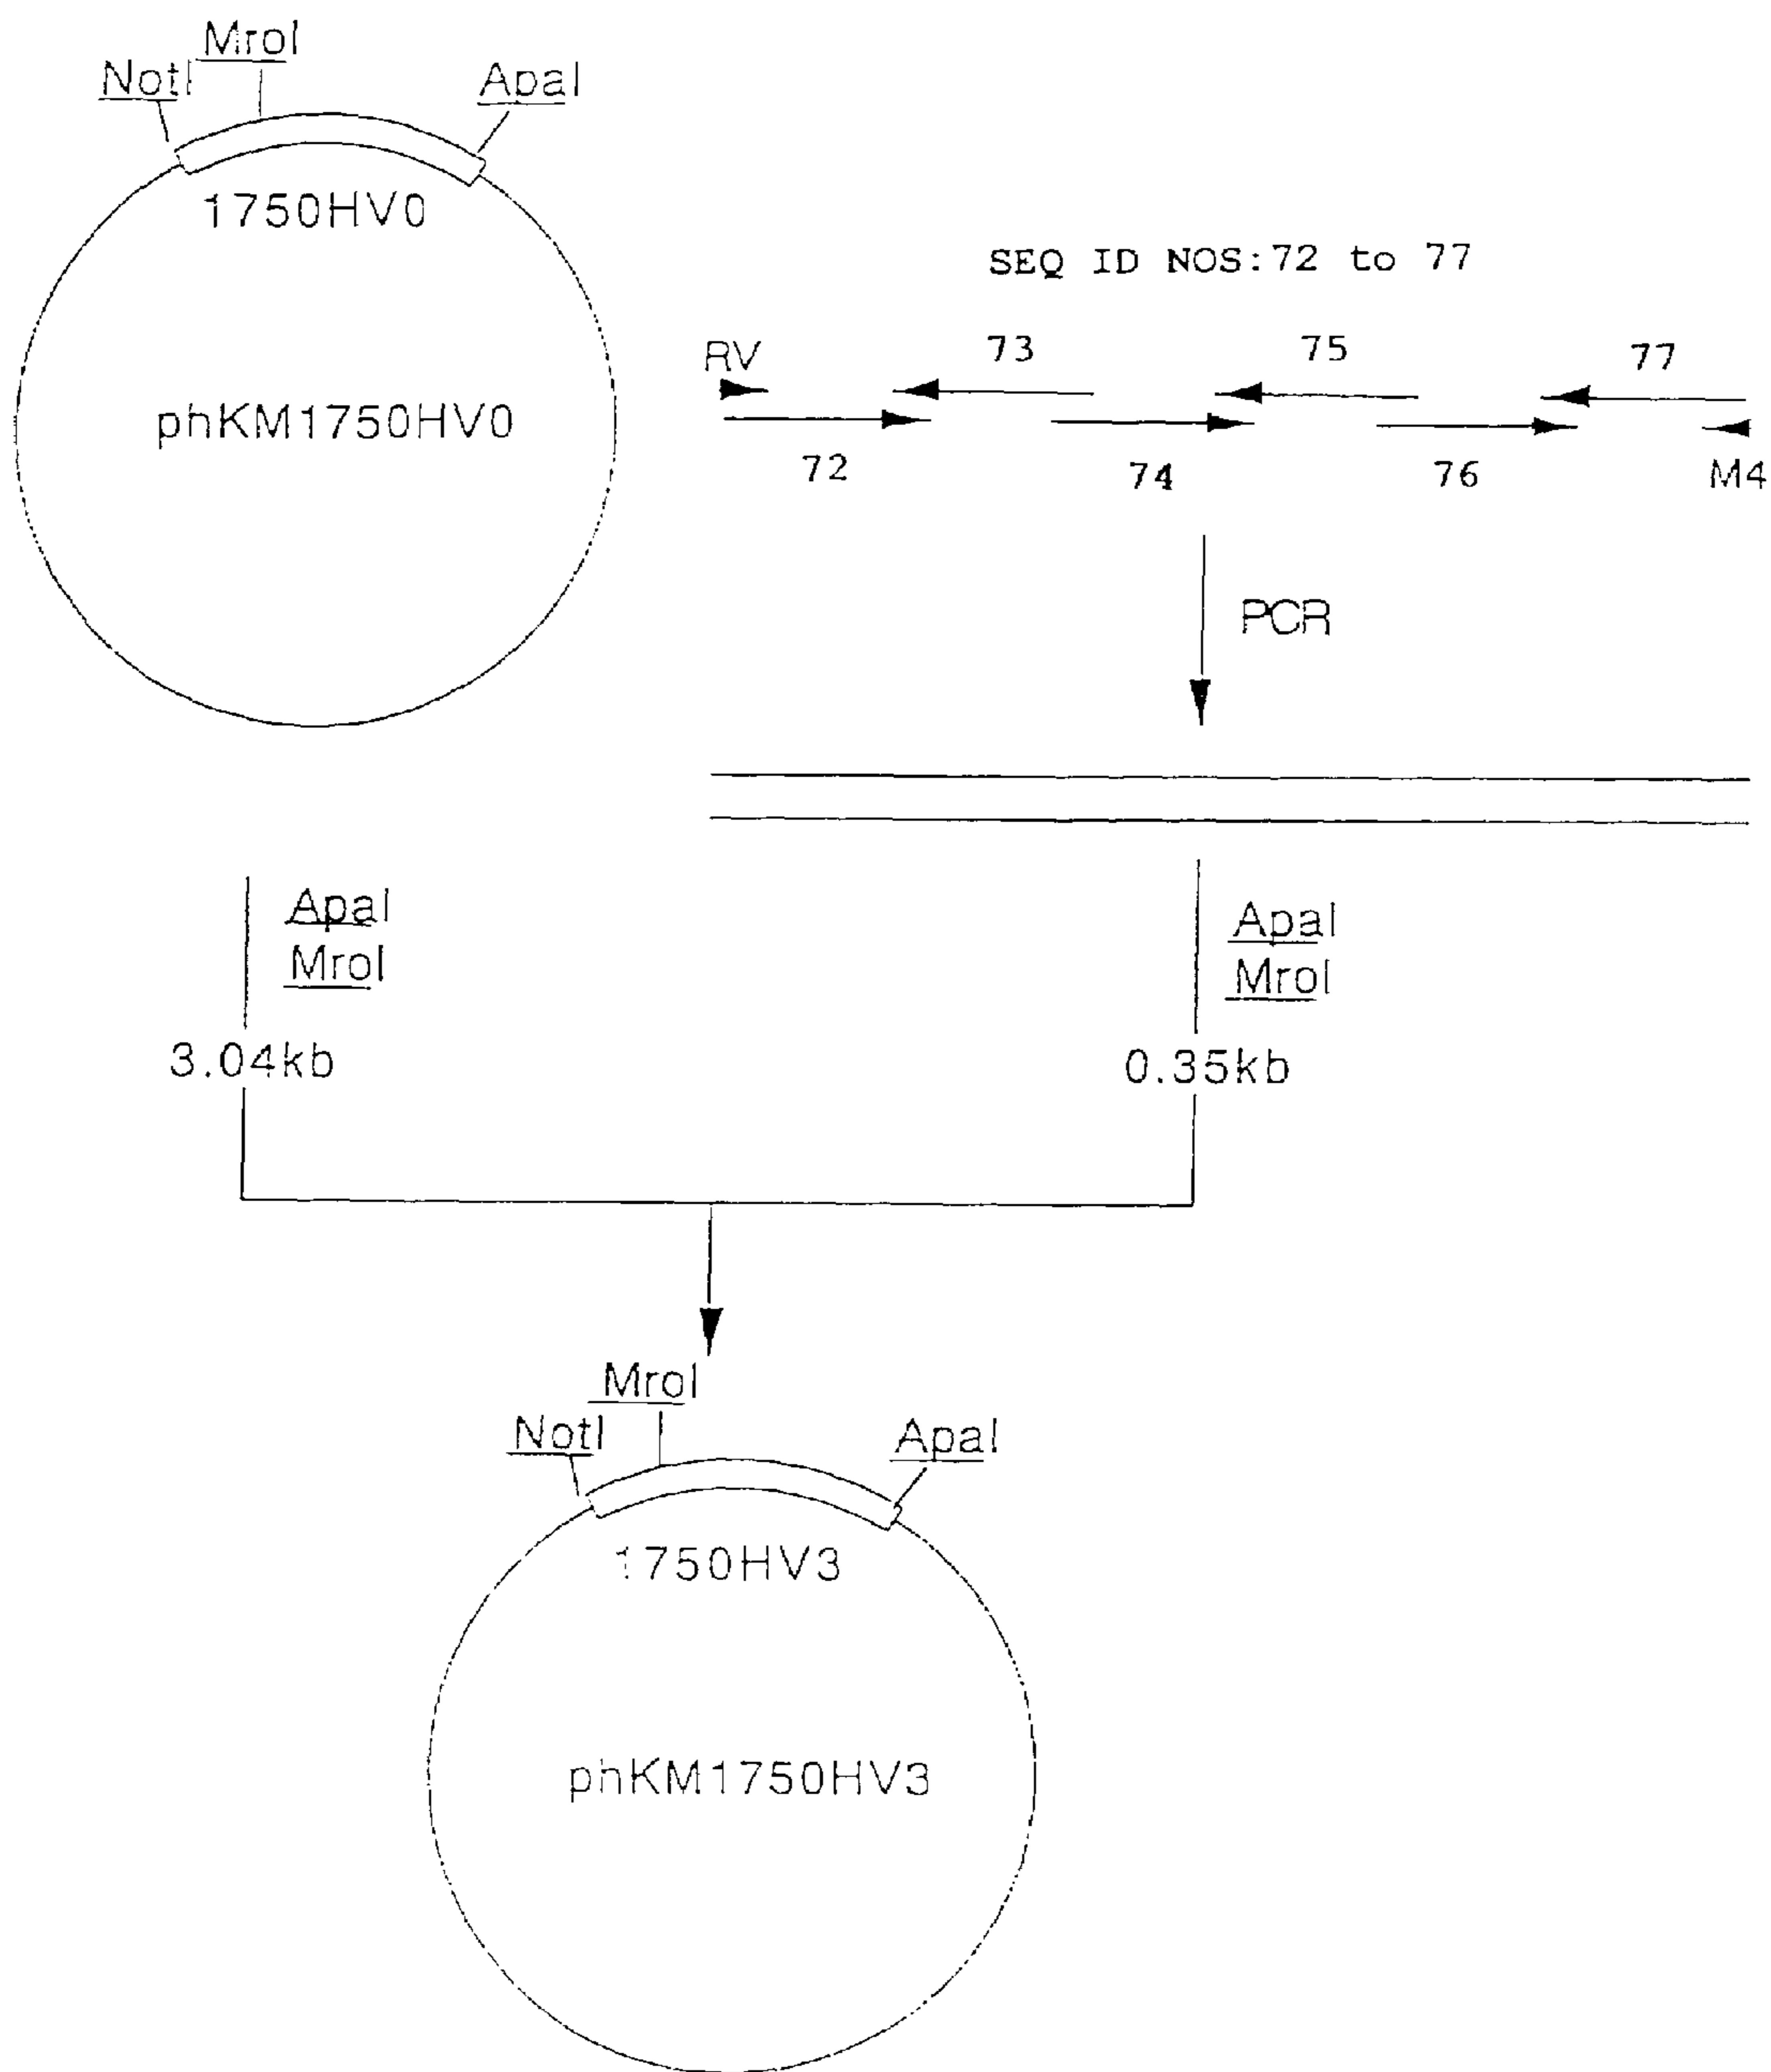 MroI
NotI
ApaI
1750HV0
phKM1750HV0
SEQ ID NOS:72 to 77
RV
73
75
77
72
74
76
M4
PCR
ApaI
MroI
ApaI
MroI
3.04kb
0.35kb
MroI
NotI
ApaI
1750HV3
phKM1750HV3